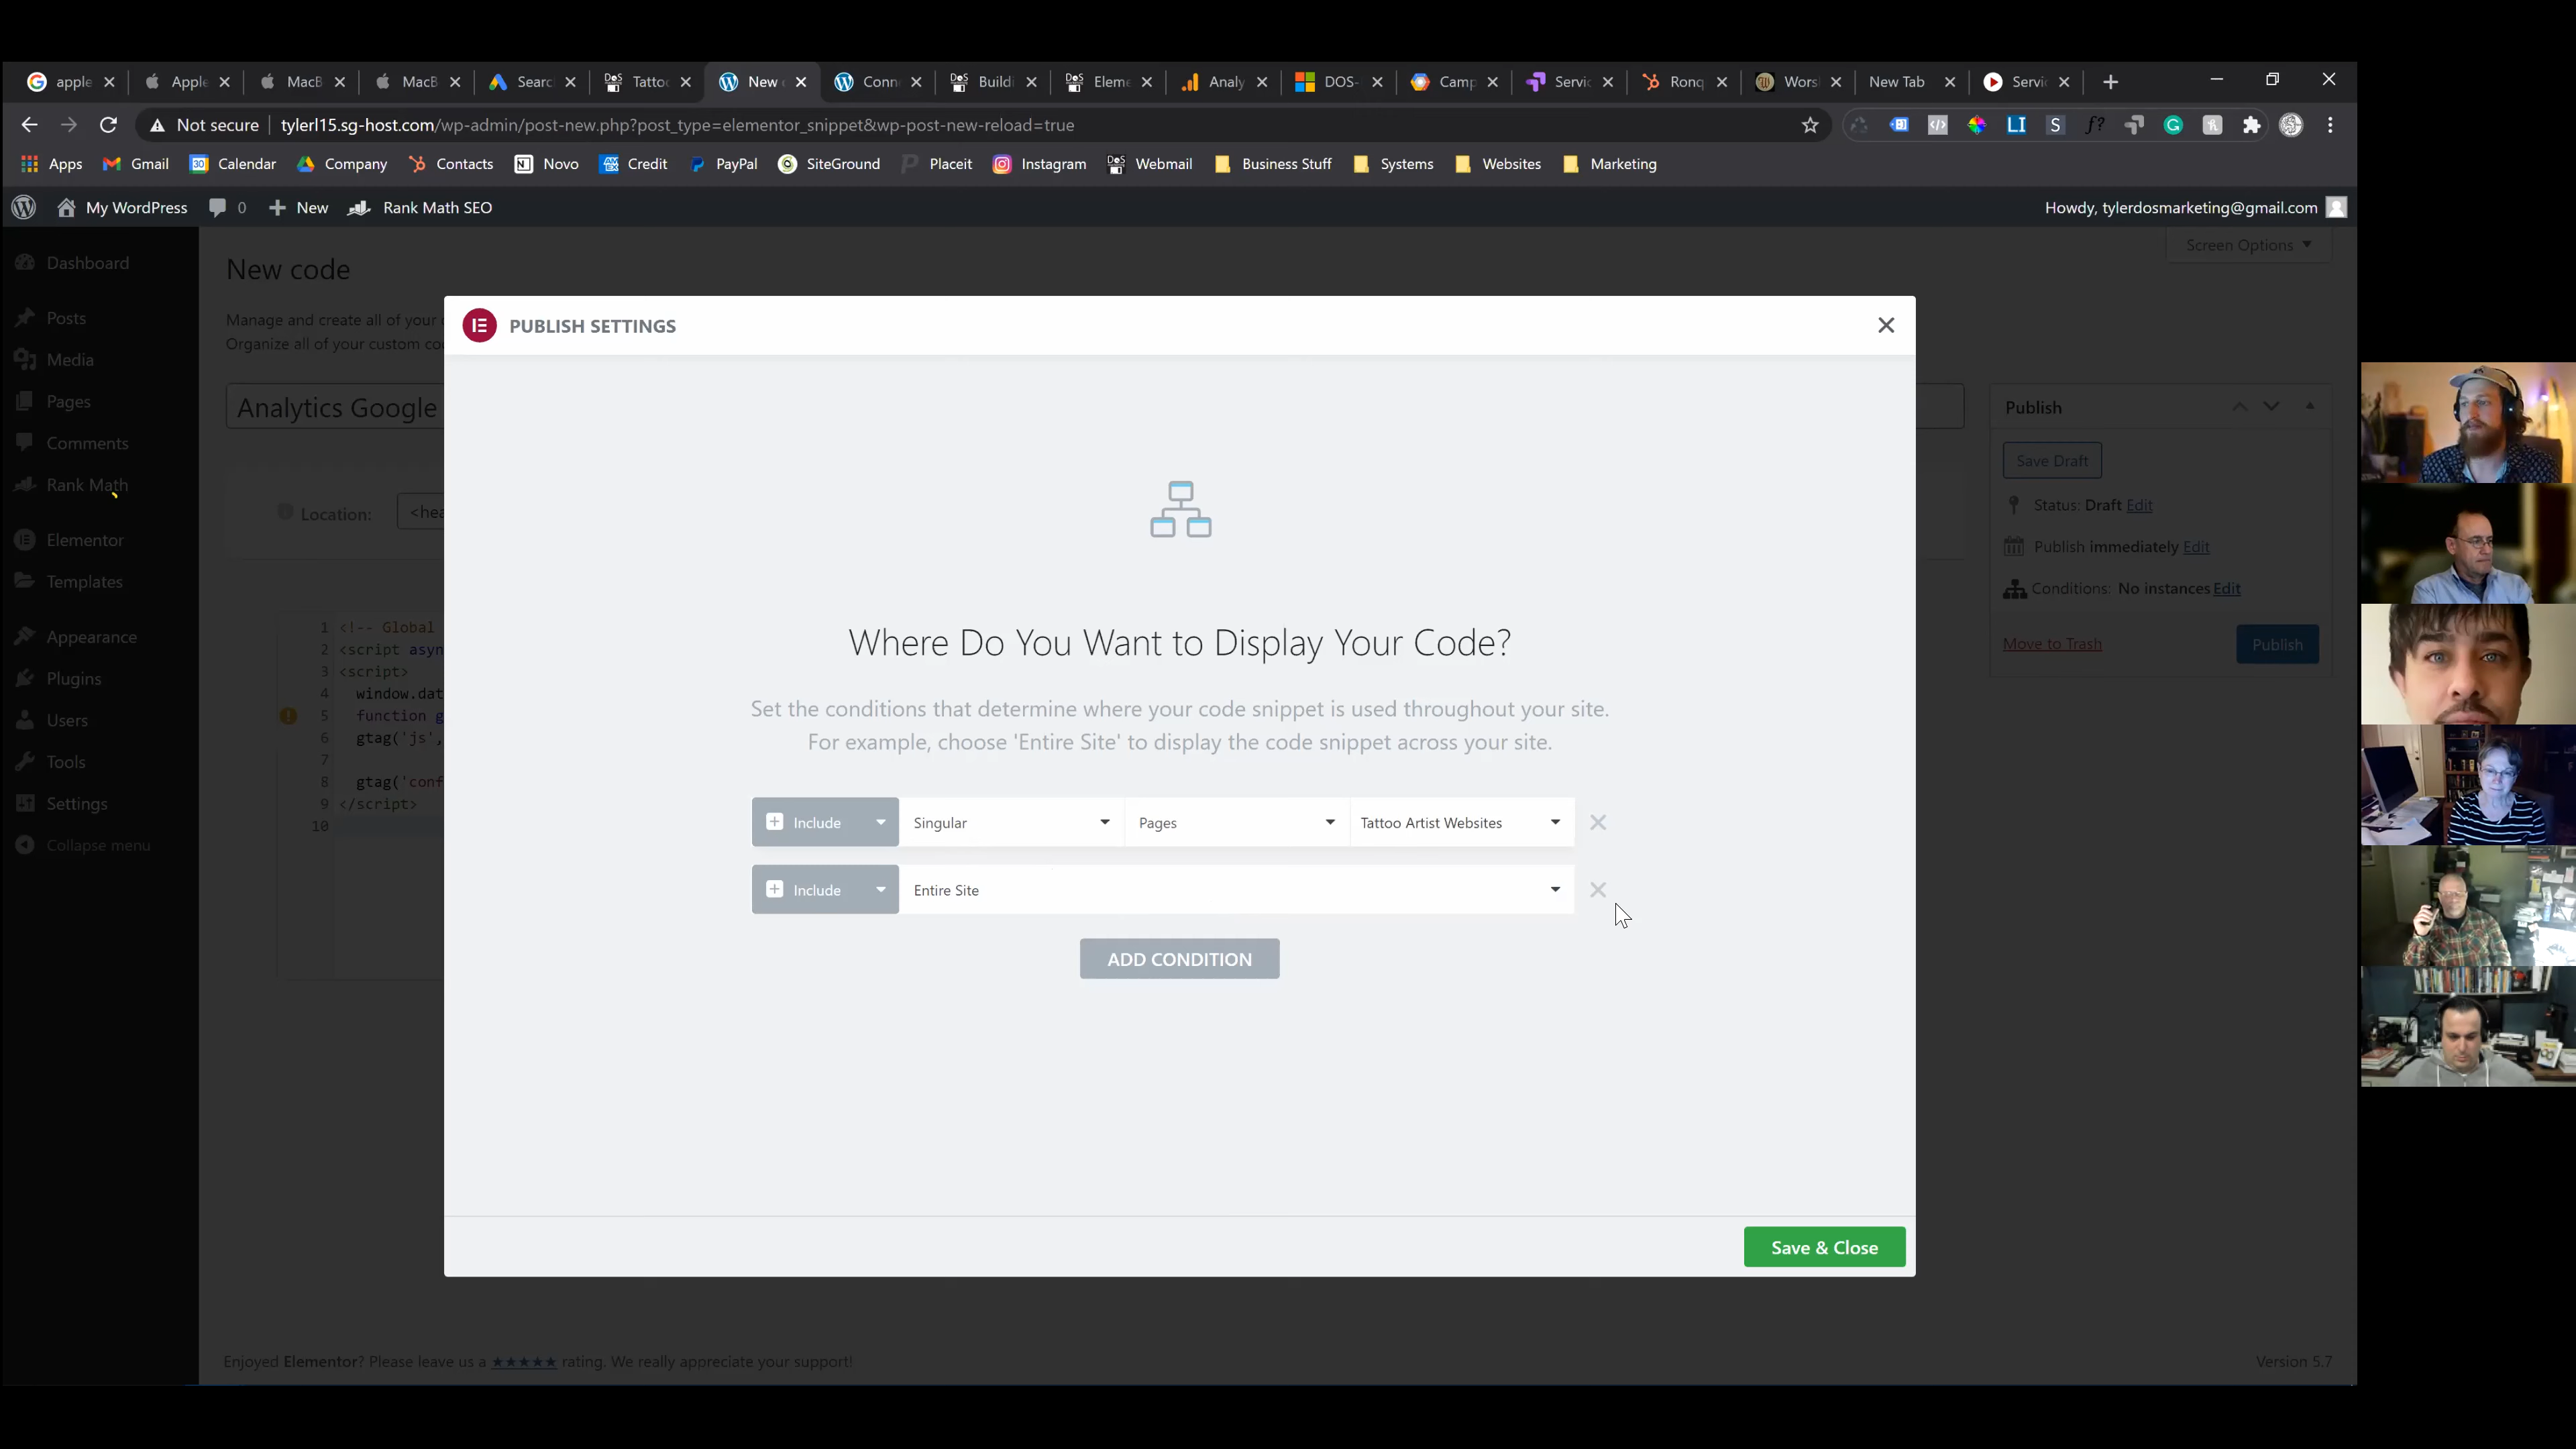 apple
Apple
MacB
MacB
Searc
Tattoo
New c
Conn
Buildi
Eleme
Analy
DOS-
Camp
Servic
Ronq
Wors
New Tab
Servic
Not secure
tylerl15.sg-host.com/wp-admin/post-new.php?post_type=elementor_snippet&wp-post-new-reload=true
Apps
Gmail
Calendar
Company
Contacts
Novo
Credit
PayPal
SiteGround
Placeit
Instagram
Webmail
Business Stuff
Systems
Websites
Marketing
My WordPress
0
New
Rank Math SEO
Howdy, tylerdosmarketing@gmail.com
Screen Options
Dashboard
Posts
Media
Pages
Comments
Rank Math
Elementor
Templates
Appearance
Plugins
Users
Tools
Settings
Collapse menu
New code
Manage and create all of your
Organize all of your custom co
Analytics Google
Location:
<hea
1 <!-- Global
2 <script asyn
3 <script>
4 window.dat
5 function g
6 gtag('js',
7
8 gtag('conf
9 </script>
10
PUBLISH SETTINGS
Where Do You Want to Display Your Code?
Set the conditions that determine where your code snippet is used throughout your site.
For example, choose 'Entire Site' to display the code snippet across your site.
Include Singular Pages Tattoo Artist Websites
Include Entire Site
ADD CONDITION
Save & Close
Publish
Save Draft
Status: Draft Edit
Publish immediately Edit
Conditions: No instances Edit
Move to Trash
Publish
Enjoyed Elementor? Please leave us a ★★★★★ rating. We really appreciate your support!
Version 5.7